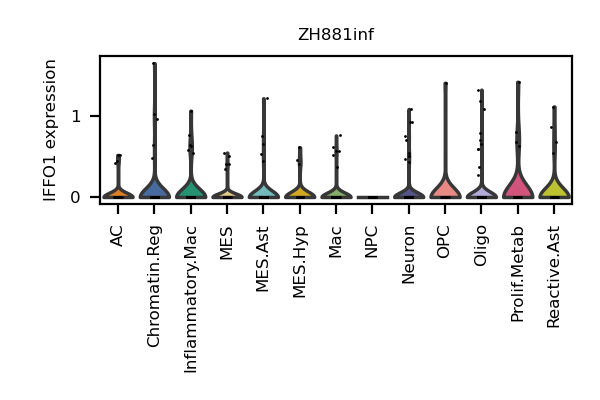 ZH881inf
IFFO1 expression
1
0
AC
Chromatin.Reg
Inflammatory.Mac
MES
MES.Ast
MES.Hyp
Mac
NPC
Neuron
OPC
Oligo
Prolif.Metab
Reactive.Ast